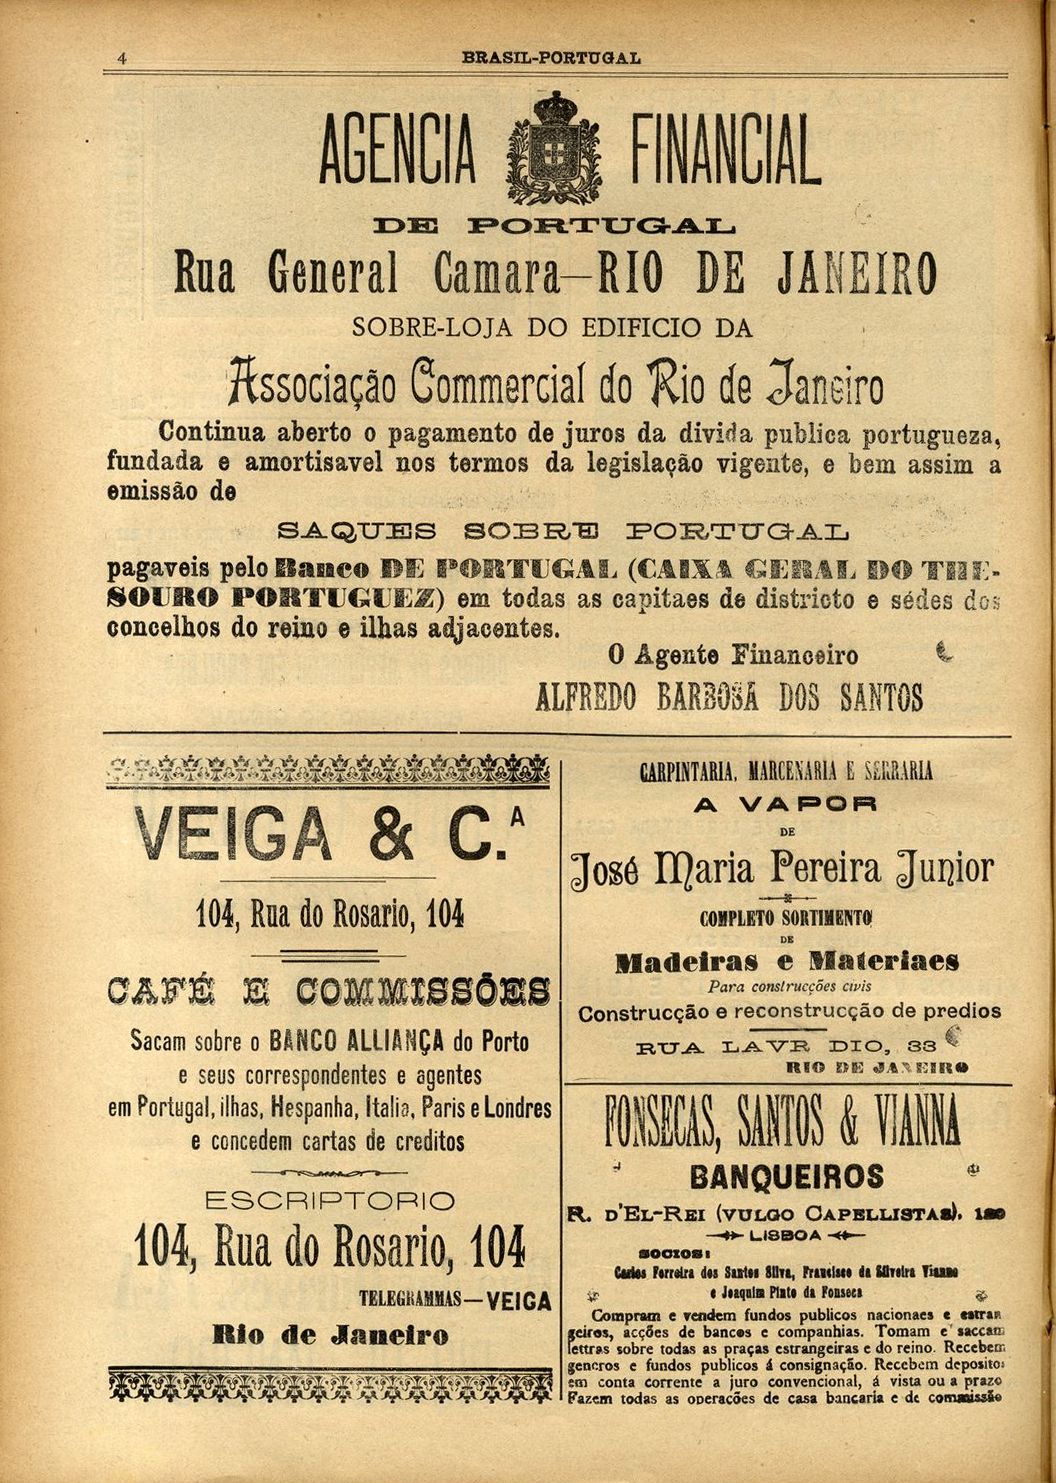 4
BRASIL-PORTUGAL
AGENCIA FINANCIAL
DE PORTUGAL
Rua General Camara—RIO DE JANEIRO
SOBRE-LOJA DO EDIFICIO DA
Associação Commercial do Rio de Janeiro
Continua aberto o pagamento de juros da divida publica portugueza,
fundada e amortisavel nos termos da legislação vigente, e bem assim a
emissão de
SAQUES SOBRE PORTUGAL
pagaveis pelo Banco DE PORTUGAL (CAIXA GERAL DO THE-
SOURO PORTUGUEZ) em todas as capitaes de districto e sédes dos
concelhos do reino e ilhas adjacentes.
O Agente Financeiro
ALFREDO BARBOSA DOS SANTOS
VEIGA & C.A
104, Rua do Rosario, 104
CAFÉ E COMMISSÕES
Sacam sobre o BANCO ALLIANÇA do Porto
e seus correspondentes e agentes
em Portugal, ilhas, Hespanha, Italia, Paris e Londres
e concedem cartas de creditos
ESCRIPTORIO
104, Rua do Rosario, 104
TELEGRAMMAS—VEIGA
Rio de Janeiro
CARPINTARIA, MARCENARIA E SERRARIA
A VAPOR
DE
José Maria Pereira Junior
COMPLETO SORTIMENTO
DE
Madeiras e Materiaes
Para construcções civis
Construcção e reconstrucção de predios
RUA LAVR DIO, 33
RIO DE JANEIRO
FONSECAS, SANTOS & VIANNA
BANQUEIROS
R. D'EL-REI (VULGO CAPELLISTAS),
LISBOA
SOCIOS:
Carlos Ferreira dos Santos Silva, Francisco da Silveira Vianna
e Joaquim Pinto da Fonseca
Compram e vendem fundos publicos nacionaes e estran
geiros, acções de bancos e companhias. Tomam e saccam
lettras sobre todas as praças estrangeiras e do reino. Recebem
generos e fundos publicos á consignação. Recebem depositos
em conta corrente a juro convencional, á vista ou a prazo
Fazem todas as operações de casa bancaria e de commissão